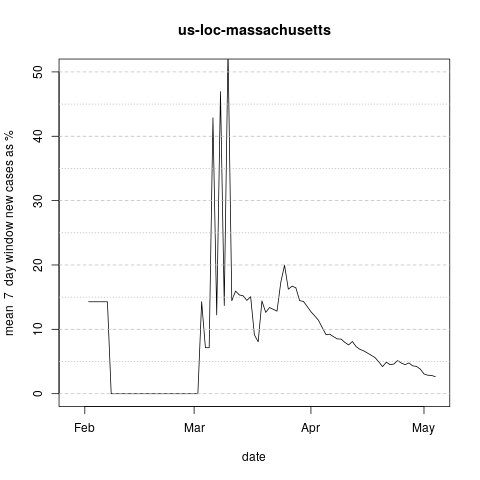 us-loc-massachusetts
mean 7 day window new cases as %
50
40
30
20
10
0
Feb
Mar
Apr
May
date